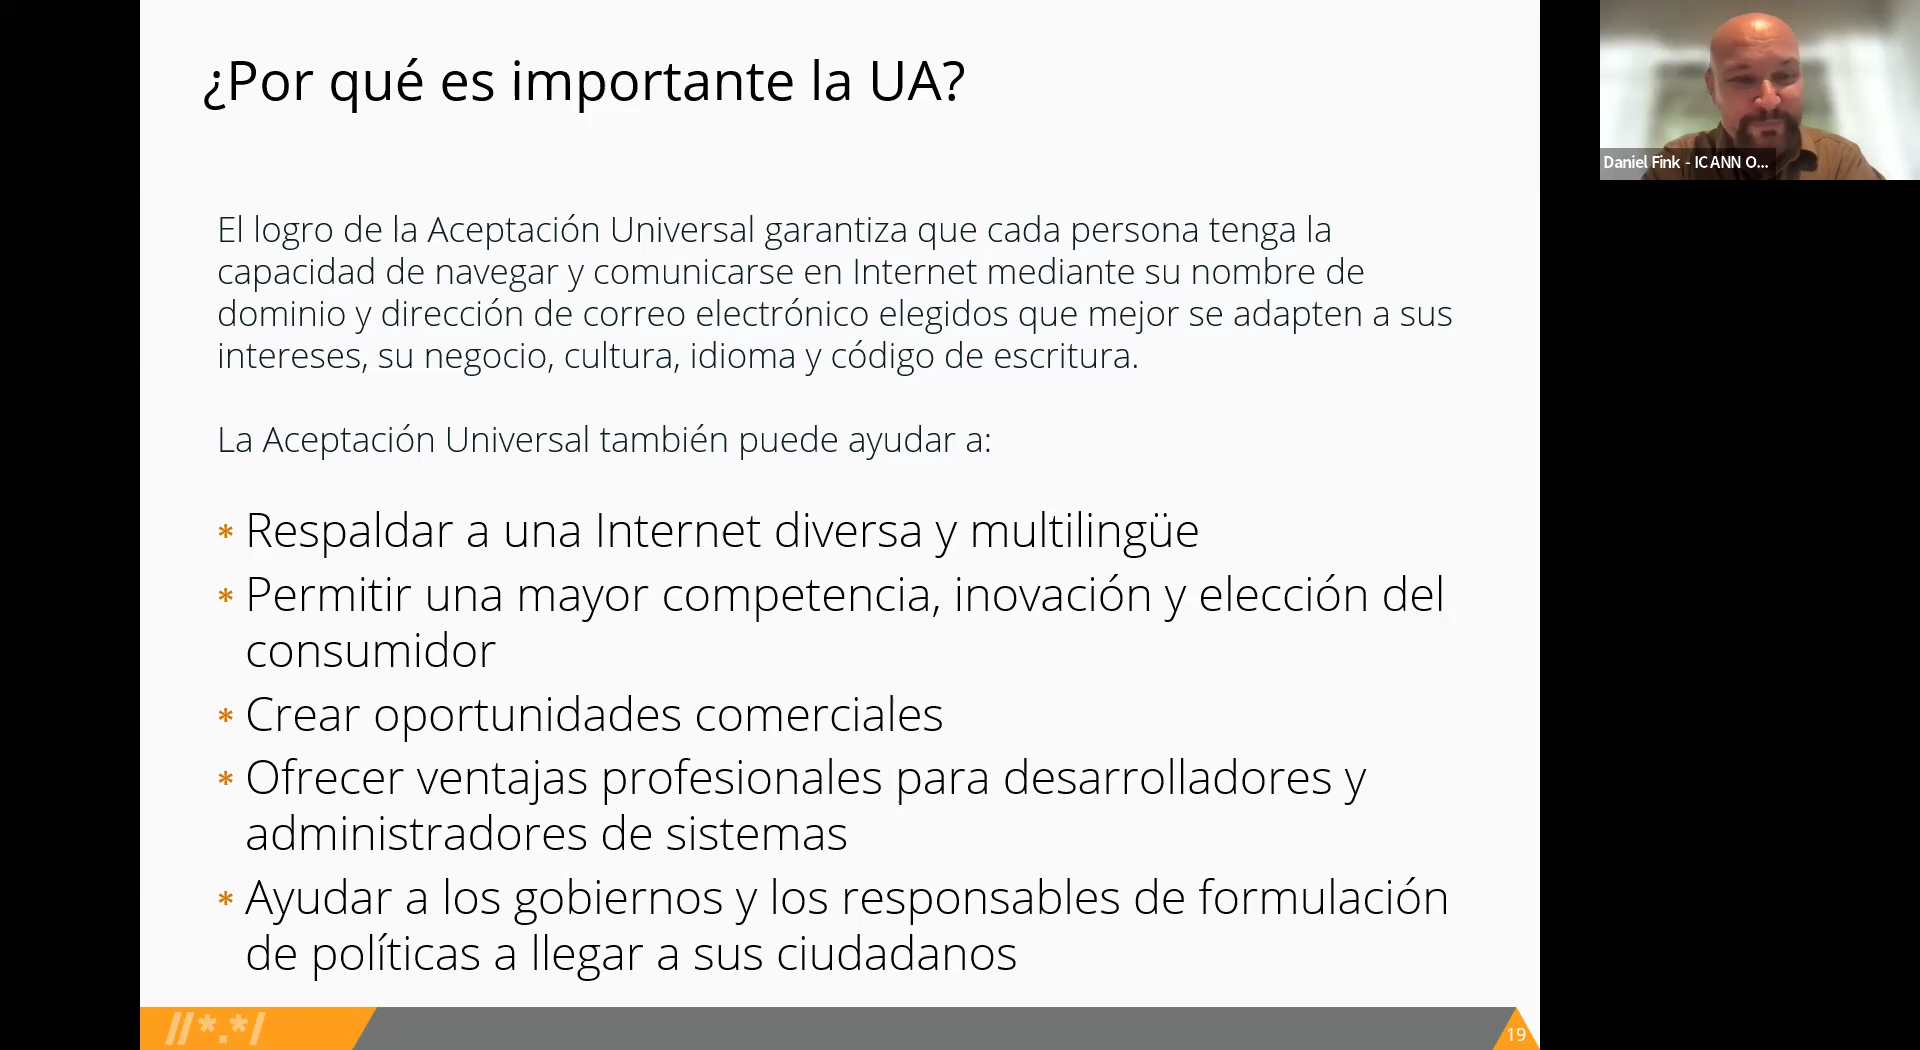 ¿Por qué es importante la UA?
El logro de la Aceptación Universal garantiza que cada persona tenga la
capacidad de navegar y comunicarse en Internet mediante su nombre de
dominio y dirección de correo electrónico elegidos que mejor se adapten a sus
intereses, su negocio, cultura, idioma y código de escritura.
La Aceptación Universal también puede ayudar a:
* Respaldar a una Internet diversa y multilingüe
* Permitir una mayor competencia, inovación y elección del
consumidor
* Crear oportunidades comerciales
* Ofrecer ventajas profesionales para desarrolladores y
administradores de sistemas
* Ayudar a los gobiernos y los responsables de formulación
de políticas a llegar a sus ciudadanos
//*.*/
19
Daniel Fink - ICANN O...